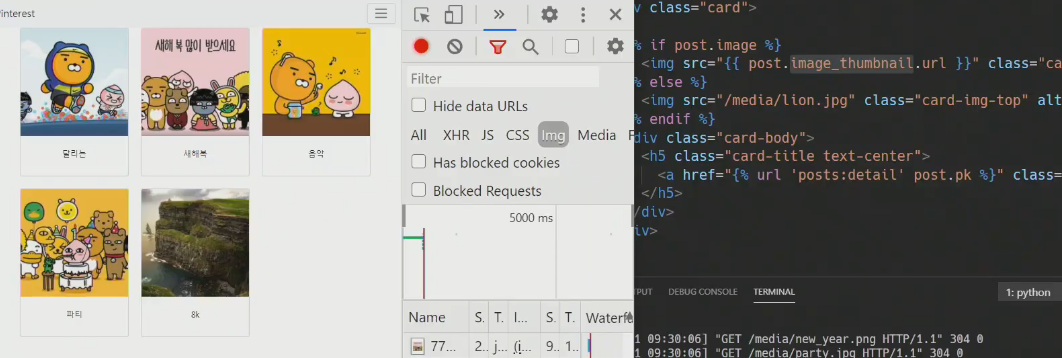 Pinterest
새해 복 많이 받으세요
달리는
새해복
음악
파티
8k
»
Filter
Hide data URLs
All XHR JS CSS Img Media F
Has blocked cookies
Blocked Requests
5000 ms
Name S. T. I... S. T. Waterfa
77... 2.. j... (i... 9.. 1..
v class="card">
% if post.image %}
<img src="{{ post.image_thumbnail.url }}" class="ca
% else %}
<img src="/media/lion.jpg" class="card-img-top" alt
% endif %}
div class="card-body">
<h5 class="card-title text-center">
<a href="{% url 'posts:detail' post.pk %}" class=
</h5>
/div>
iv>
TPUT DEBUG CONSOLE TERMINAL 1: python
1 09:30:06] "GET /media/new_year.png HTTP/1.1" 304 0
1 09:30:06] "GET /media/party.jpg HTTP/1.1" 304 0